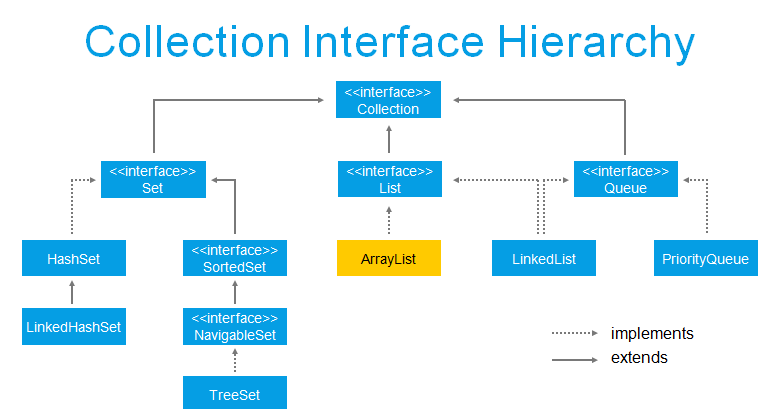 Collection Interface Hierarchy
<<interface>>
Collection
<<interface>>
Set
<<interface>>
List
<<interface>>
Queue
HashSet
<<interface>>
SortedSet
ArrayList
LinkedList
PriorityQueue
LinkedHashSet
<<interface>>
NavigableSet
TreeSet
implements
extends